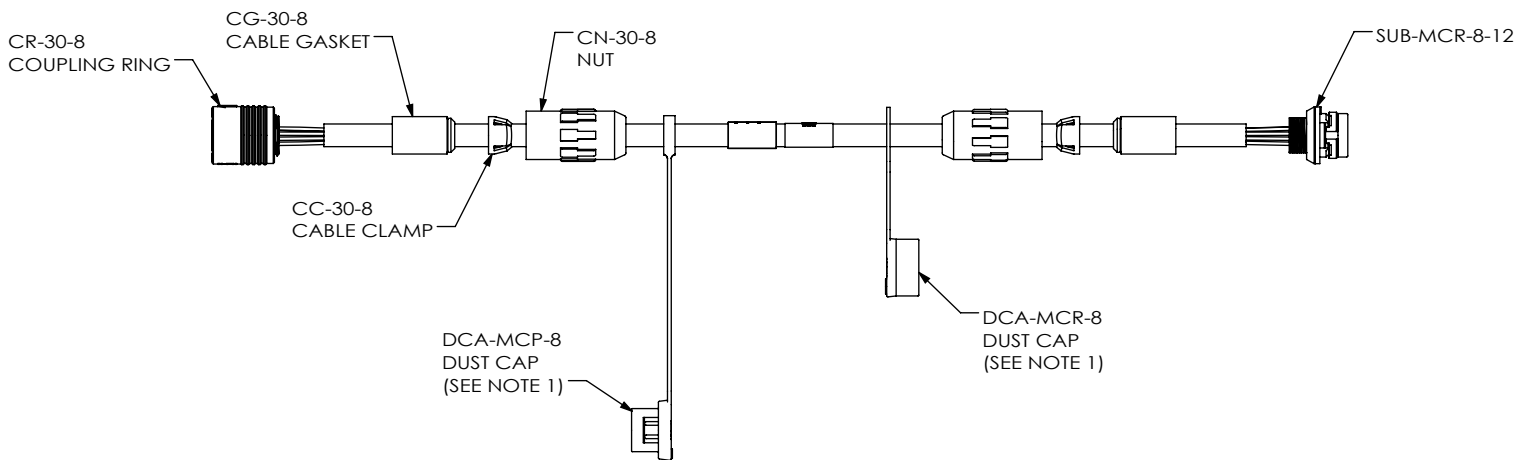 CR-30-8
COUPLING RING
CG-30-8
CABLE GASKET
CN-30-8
NUT
SUB-MCR-8-12
CC-30-8
CABLE CLAMP
DCA-MCP-8
DUST CAP
(SEE NOTE 1)
DCA-MCR-8
DUST CAP
(SEE NOTE 1)